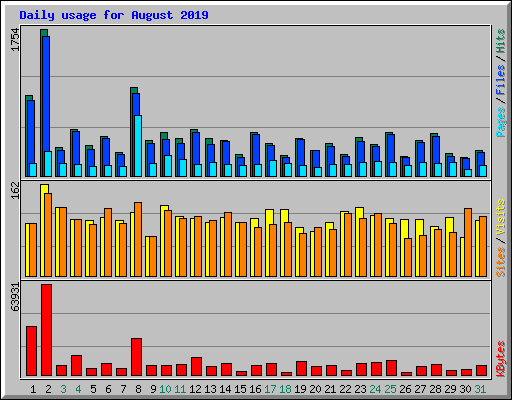 Daily usage for August 2019
1754
Pages / Files / Hits
162
Sites / Visits
63931
KBytes
1 2 3 4 5 6 7 8 9 10 11 12 13 14 15 16 17 18 19 20 21 22 23 24 25 26 27 28 29 30 31